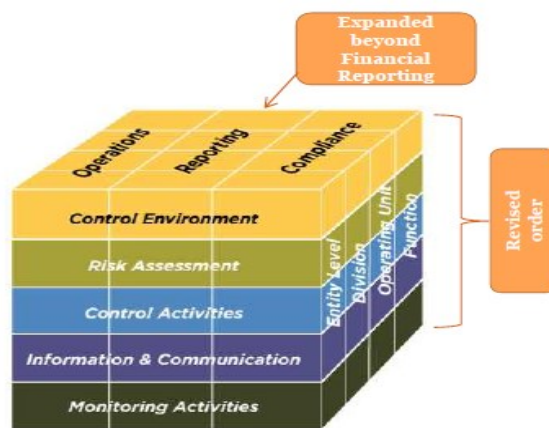 Expanded
beyond
Financial
Reporting
Operations
Reporting
Compliance
Control Environment
Risk Assessment
Control Activities
Information & Communication
Monitoring Activities
Entity Level
Division
Operating Unit
Function
Revised
order